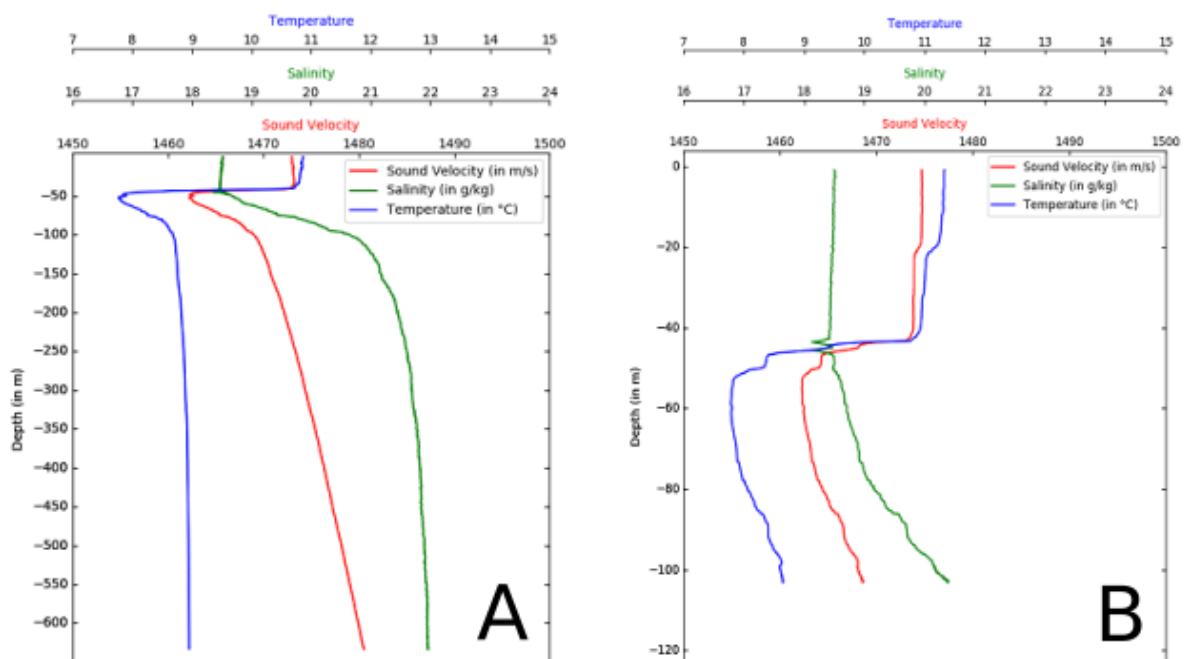 Temperature
7 8 9 10 11 12 13 14 15
Salinity
16 17 18 19 20 21 22 23 24
Sound Velocity
1450 1460 1470 1480 1490 1500
Sound Velocity (in m/s)
Salinity (in g/kg)
Temperature (in °C)
Depth (in m)
−50
−100
−150
−200
−250
−300
−350
−400
−450
−500
−550
−600
A
Temperature
7 8 9 10 11 12 13 14 15
Salinity
16 17 18 19 20 21 22 23 24
Sound Velocity
1450 1460 1470 1480 1490 1500
Sound Velocity (in m/s)
Salinity (in g/kg)
Temperature (in °C)
Depth (in m)
0
−20
−40
−60
−80
−100
−120
B